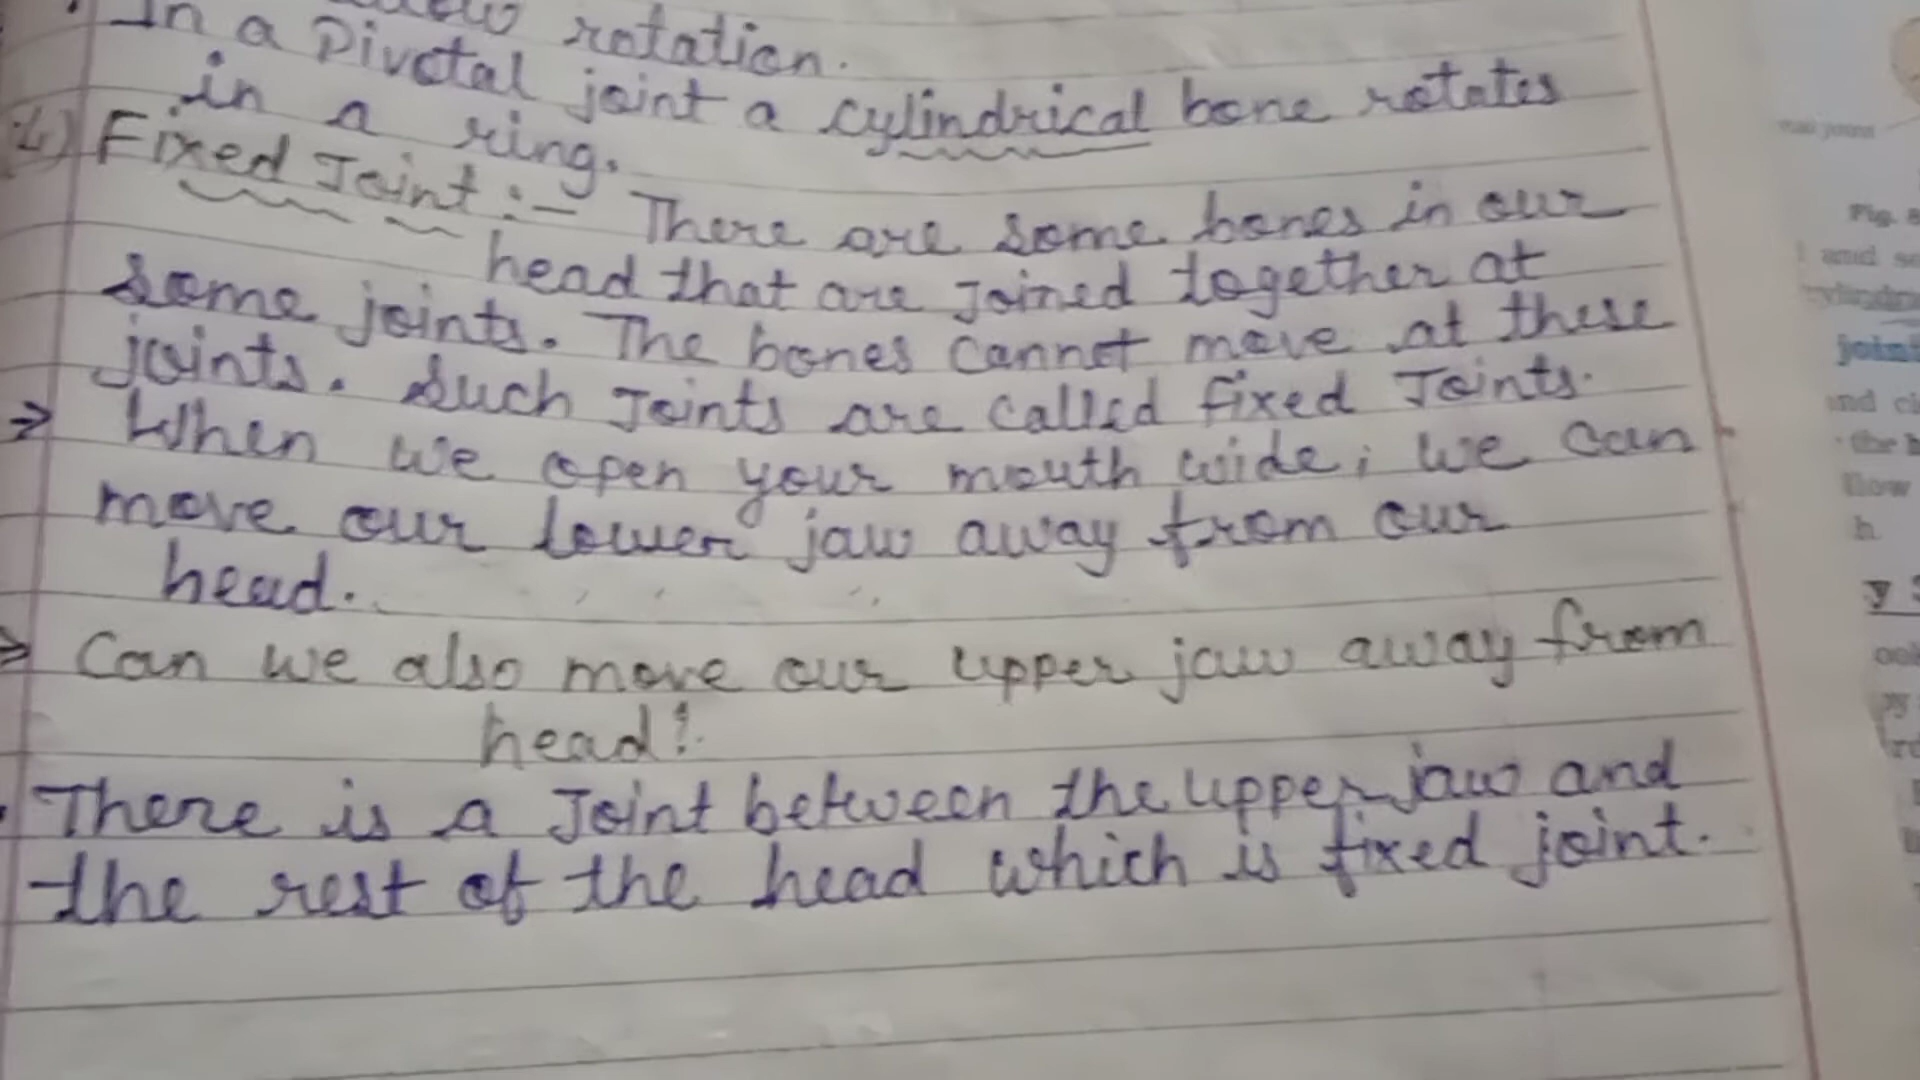 rotation.
In a Pivotal joint a cylindrical bone rotates
in a ring.
Fixed Joint :- There are some bones in our
head that are Joined together at
some joints. The bones cannot move at these
joints. Such Joints are called fixed Joints.
⇒ When we open your mouth wide, we can
move our lower jaw away from our
head.
⇒ Can we also move our upper jaw away from
head?
There is a Joint between the upper jaw and
the rest of the head which is fixed joint.
Fig.
and
joint